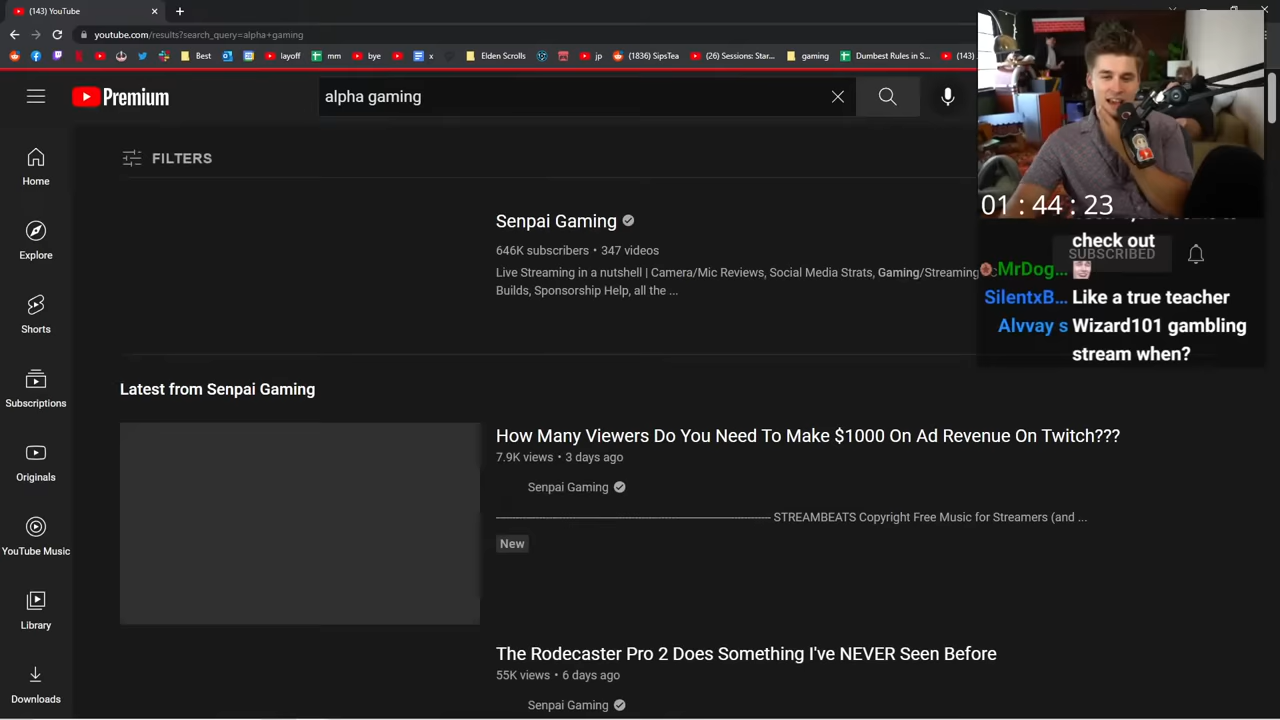 (143) YouTube
youtube.com/results?search_query=alpha+gaming
Best
layoff
mm
bye
x
Elden Scrolls
jp
(1836) SipsTea
(26) Sessions: Star...
gaming
Dumbest Rules in S...
(143)
Premium
alpha gaming
FILTERS
Home
Explore
Shorts
Subscriptions
Originals
YouTube Music
Library
Downloads
Senpai Gaming
646K subscribers • 347 videos
Live Streaming in a nutshell | Camera/Mic Reviews, Social Media Strats, Gaming/Streaming
Builds, Sponsorship Help, all the ...
SUBSCRIBED
Latest from Senpai Gaming
How Many Viewers Do You Need To Make $1000 On Ad Revenue On Twitch???
7.9K views • 3 days ago
Senpai Gaming
STREAMBEATS Copyright Free Music for Streamers (and ...
New
The Rodecaster Pro 2 Does Something I've NEVER Seen Before
55K views • 6 days ago
Senpai Gaming
01 : 44 : 23
check out
MrDog...
SilentxB... Like a true teacher
Alvvay s Wizard101 gambling
stream when?